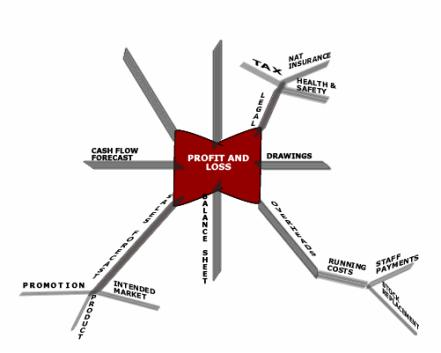 TAX
NAT
INSURANCE
HEALTH &
SAFETY
LEGAL
CASH FLOW
FORECAST
PROFIT AND
LOSS
DRAWINGS
SALES FORECAST
BALANCE SHEET
OVERHEADS
RUNNING
COSTS
STAFF
PAYMENTS
STOCK
REPLACEMENT
PROMOTION
INTENDED
MARKET
PRODUCT